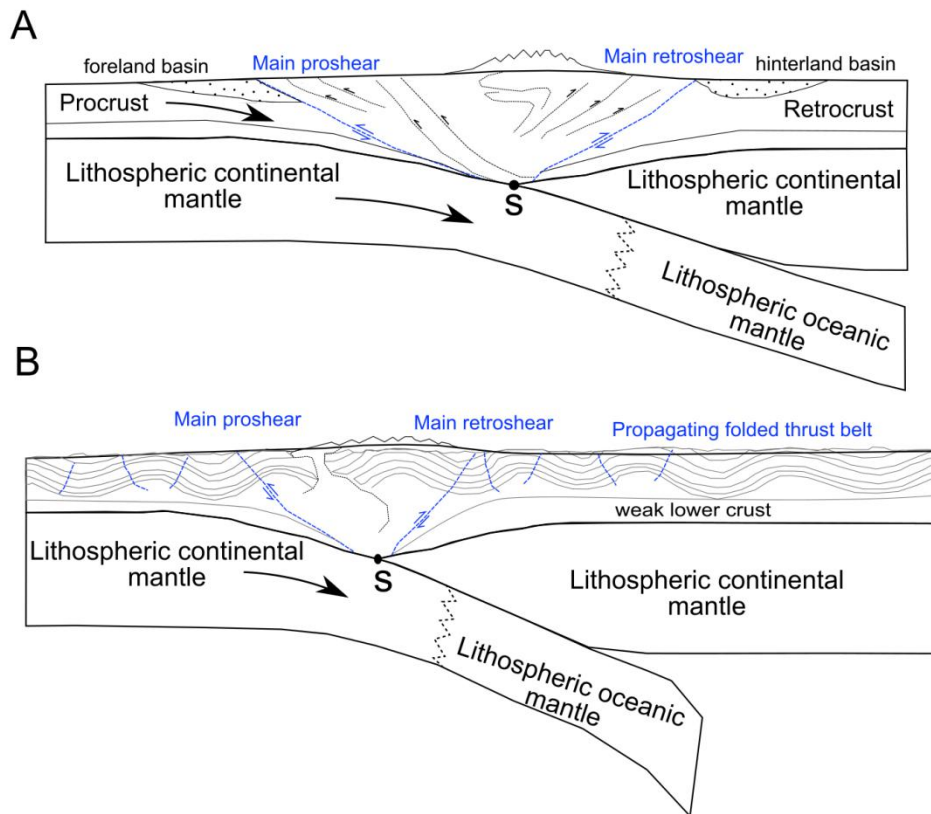 A
Main proshear
Main retroshear
foreland basin
hinterland basin
Procrust
Retrocrust
Lithospheric continental
mantle
Lithospheric continental
mantle
S
Lithospheric oceanic
mantle
B
Main proshear
Main retroshear
Propagating folded thrust belt
weak lower crust
Lithospheric continental
mantle
S
Lithospheric continental
mantle
Lithospheric oceanic
mantle